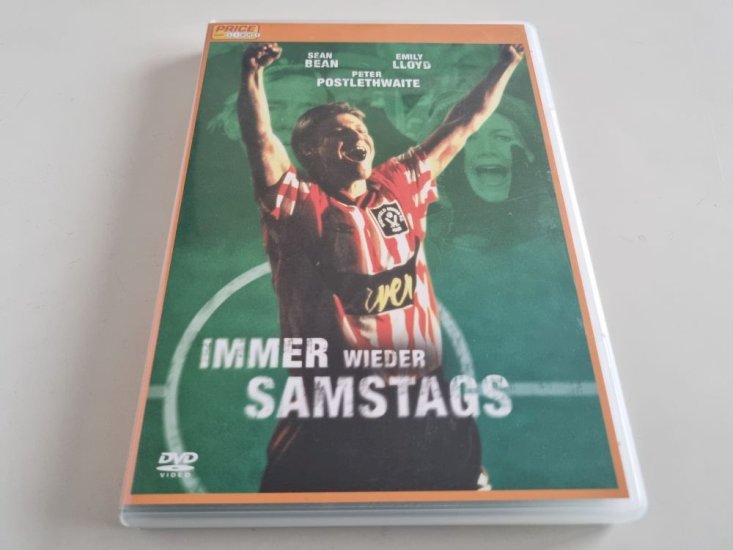 PRICE
SEAN BEAN
EMILY LLOYD
PETER POSTLETHWAITE
IMMER WIEDER
SAMSTAGS
DVD
VIDEO